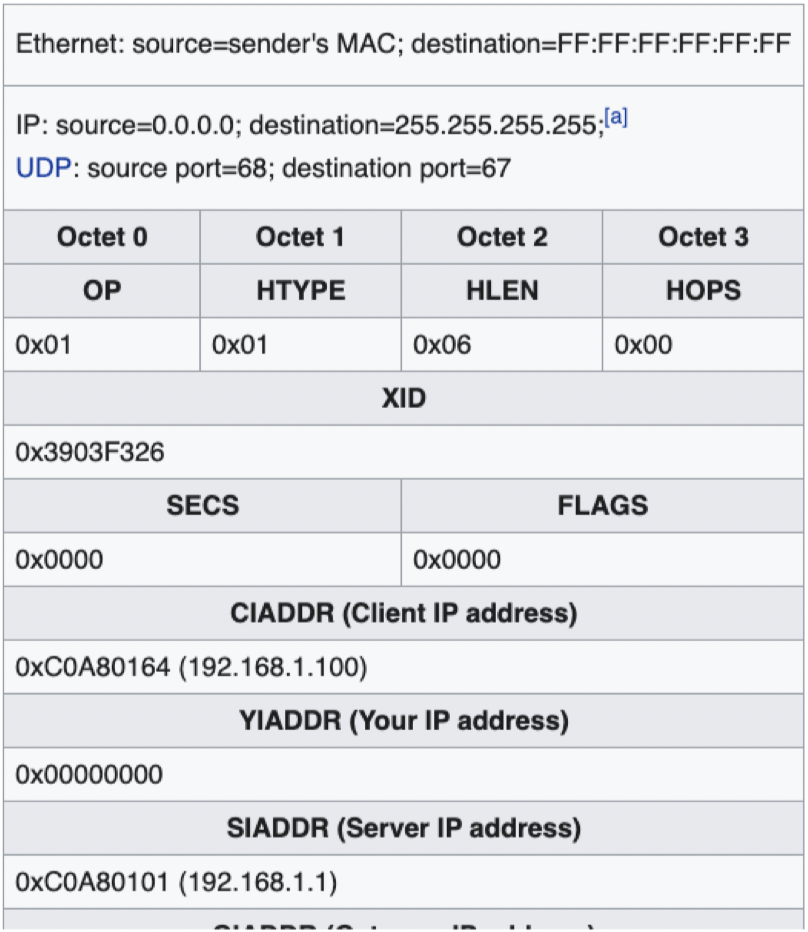 Ethernet: source=sender's MAC; destination=FF:FF:FF:FF:FF:FF
IP: source=0.0.0.0; destination=255.255.255.255;[a]
UDP: source port=68; destination port=67
Octet 0 Octet 1 Octet 2 Octet 3
OP HTYPE HLEN HOPS
0x01 0x01 0x06 0x00
XID
0x3903F326
SECS FLAGS
0x0000 0x0000
CIADDR (Client IP address)
0xC0A80164 (192.168.1.100)
YIADDR (Your IP address)
0x00000000
SIADDR (Server IP address)
0xC0A80101 (192.168.1.1)